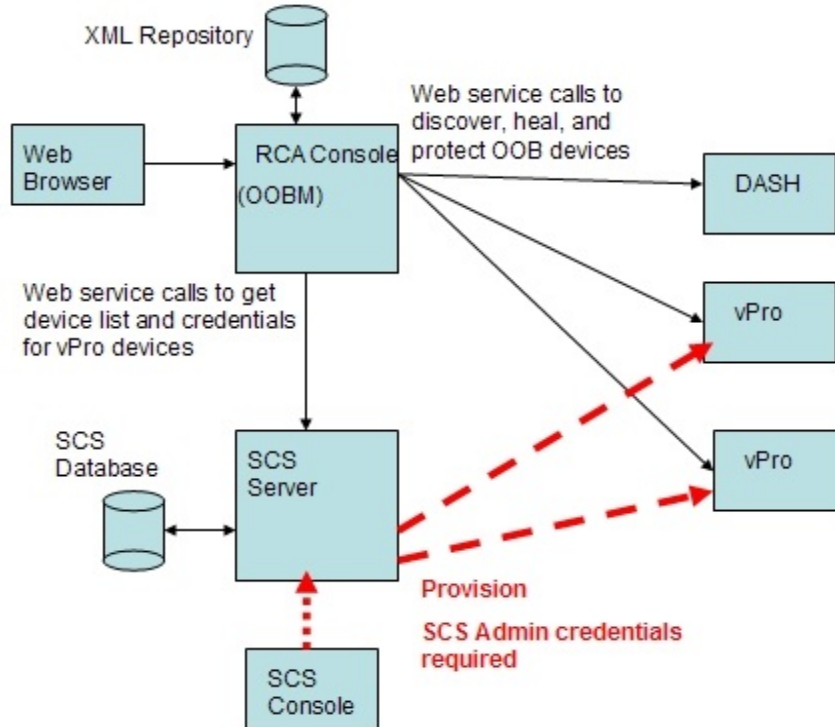 XML Repository
Web service calls to
discover, heal, and
protect OOB devices
Web
Browser
RCA Console
(OOBM)
DASH
Web service calls to get
device list and credentials
for vPro devices
vPro
SCS
Database
SCS
Server
vPro
Provision
SCS Admin credentials
required
SCS
Console